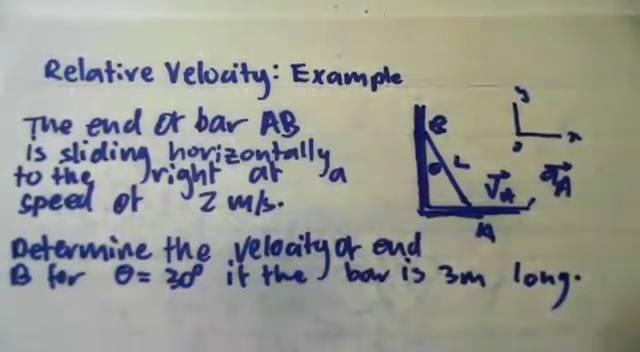 Relative Velocity: Example
The end of bar AB
is sliding horizontally
to the right at a
speed of 2 m/s.
Determine the velocity of end
B for θ = 30° if the bar is 3m long.
y
x
0
B
θ
L
V_A
a_A
A